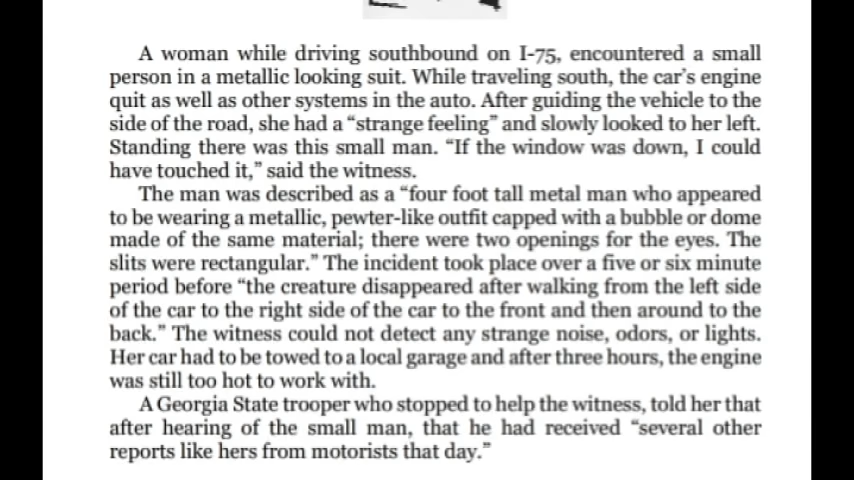 A woman while driving southbound on I-75, encountered a small
person in a metallic looking suit. While traveling south, the car's engine
quit as well as other systems in the auto. After guiding the vehicle to the
side of the road, she had a “strange feeling” and slowly looked to her left.
Standing there was this small man. “If the window was down, I could
have touched it,” said the witness.
The man was described as a “four foot tall metal man who appeared
to be wearing a metallic, pewter-like outfit capped with a bubble or dome
made of the same material; there were two openings for the eyes. The
slits were rectangular.” The incident took place over a five or six minute
period before “the creature disappeared after walking from the left side
of the car to the right side of the car to the front and then around to the
back.” The witness could not detect any strange noise, odors, or lights.
Her car had to be towed to a local garage and after three hours, the engine
was still too hot to work with.
A Georgia State trooper who stopped to help the witness, told her that
after hearing of the small man, that he had received “several other
reports like hers from motorists that day.”